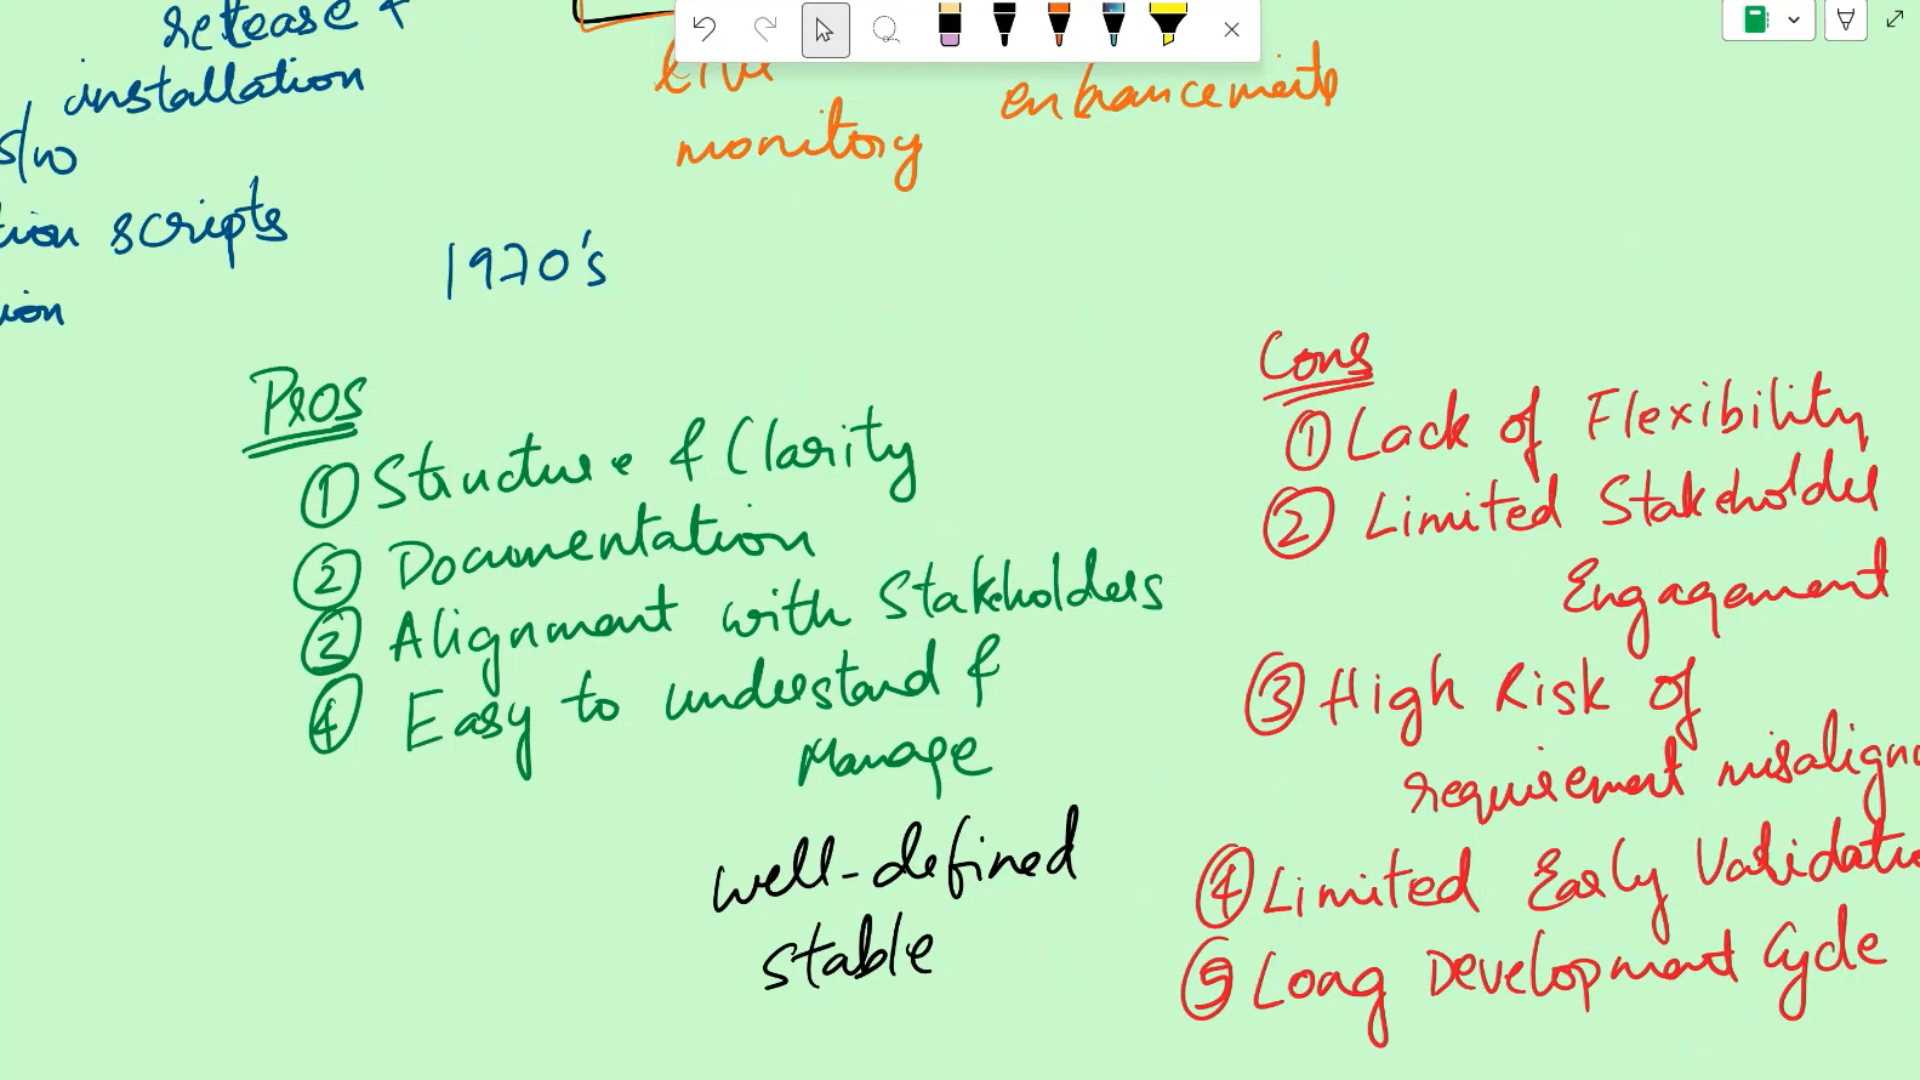 release &
installation
s/w
scripts
live
monitory
enhancements
1970's
Pros
① Structure & Clarity
② Documentation
③ Alignment with Stakeholders
④ Easy to understand &
Manage
well-defined
stable
Cons
① Lack of Flexibility
② Limited Stakeholder
Engagement
③ High Risk of
requirement misalignm
④ Limited Early Validatio
⑤ Long Development Cycle